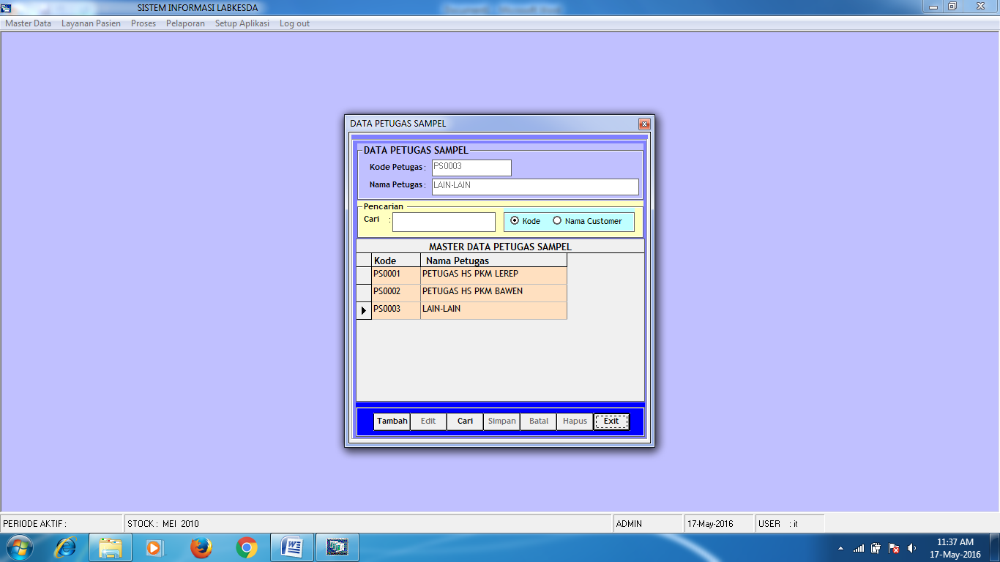 SISTEM INFORMASI LABKESDA
Master Data Layanan Pasien Proses Pelaporan Setup Aplikasi Log out
DATA PETUGAS SAMPEL
DATA PETUGAS SAMPEL
Kode Petugas : PS0003
Nama Petugas : LAIN-LAIN
Pencarian
Cari : Kode Nama Customer
MASTER DATA PETUGAS SAMPEL
Kode Nama Petugas
PS0001 PETUGAS HS PKM LEREP
PS0002 PETUGAS HS PKM BAWEN
PS0003 LAIN-LAIN
Tambah Edit Cari Simpan Batal Hapus Exit
PERIODE AKTIF : STOCK : MEI 2010 ADMIN 17-May-2016 USER : it
11:37 AM
17-May-2016